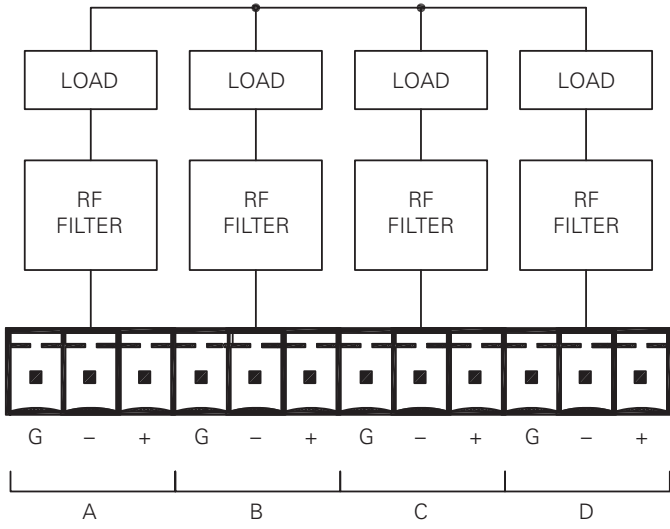 LOAD LOAD LOAD LOAD
RF FILTER RF FILTER RF FILTER RF FILTER
G – + G – + G – + G – +
A B C D